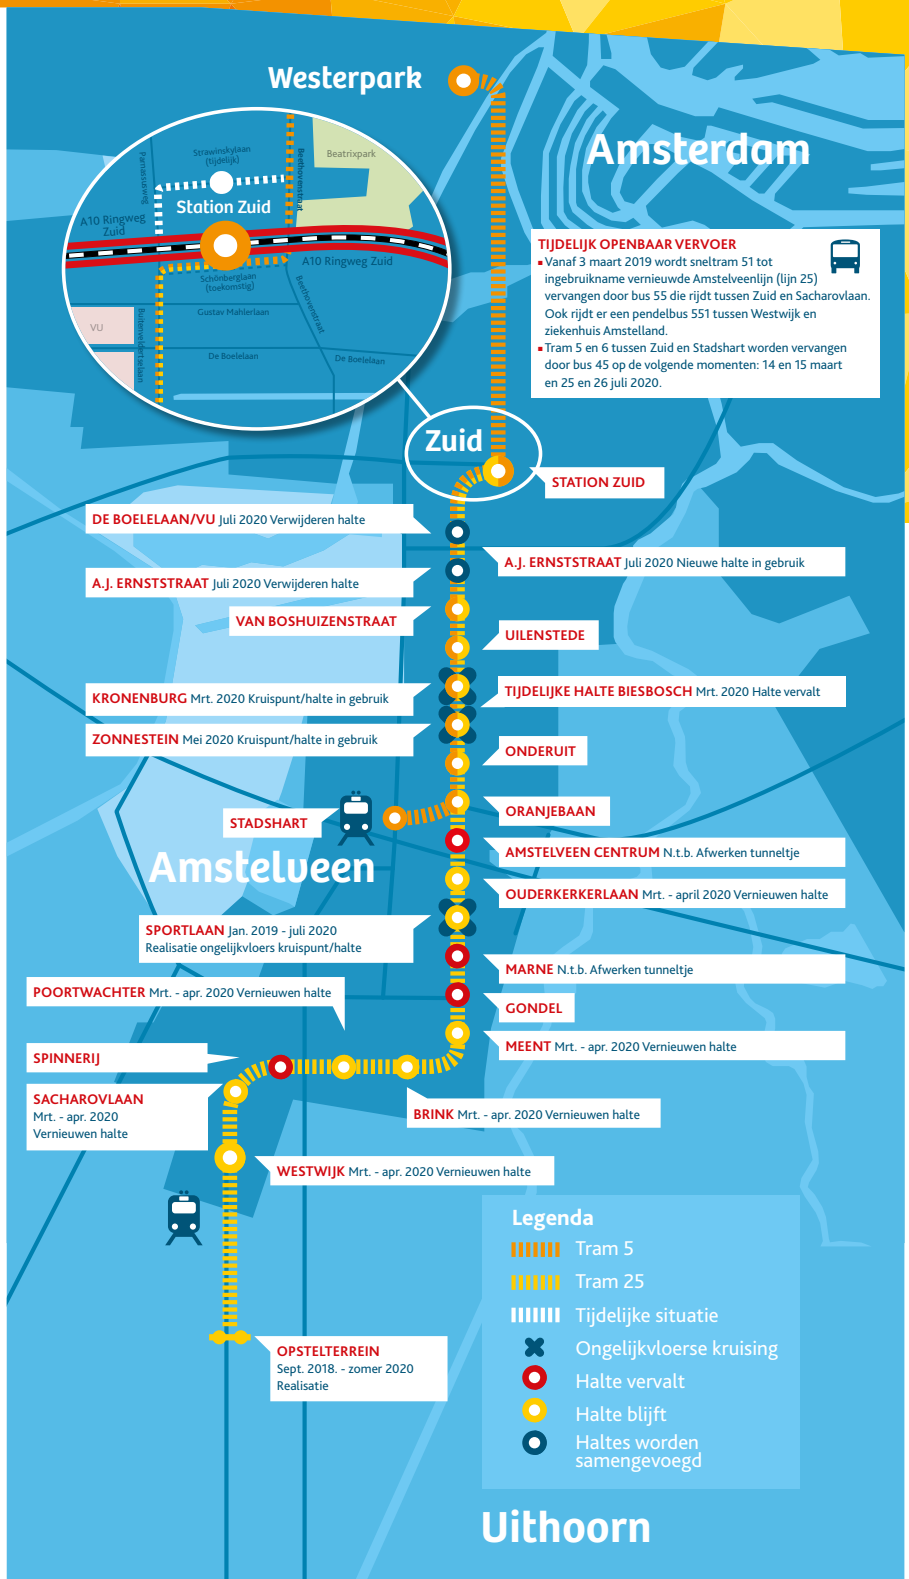 Westerpark
Amsterdam
Strawinskylaan
(tijdelijk)
Parnassusweg
Beethovenstraat
Beatrixpark
Station Zuid
A10 Ringweg
Zuid
A10 Ringweg Zuid
Schönberglaan
(toekomstig)
Beethovenstraat
Gustav Mahlerlaan
VU
Buitenveldertselaan
De Boelelaan
De Boelelaan
TIJDELIJK OPENBAAR VERVOER
Vanaf 3 maart 2019 wordt sneltram 51 tot
ingebruikname vernieuwde Amstelveenlijn (lijn 25)
vervangen door bus 55 die rijdt tussen Zuid en Sacharovlaan.
Ook rijdt er een pendelbus 551 tussen Westwijk en
ziekenhuis Amstelland.
Tram 5 en 6 tussen Zuid en Stadshart worden vervangen
door bus 45 op de volgende momenten: 14 en 15 maart
en 25 en 26 juli 2020.
Zuid
STATION ZUID
DE BOELELAAN/VU Juli 2020 Verwijderen halte
A.J. ERNSTSTRAAT Juli 2020 Nieuwe halte in gebruik
A.J. ERNSTSTRAAT Juli 2020 Verwijderen halte
VAN BOSHUIZENSTRAAT
UILENSTEDE
KRONENBURG Mrt. 2020 Kruispunt/halte in gebruik
TIJDELIJKE HALTE BIESBOSCH Mrt. 2020 Halte vervalt
ZONNESTEIN Mei 2020 Kruispunt/halte in gebruik
ONDERUIT
STADSHART
ORANJEBAAN
Amstelveen
AMSTELVEEN CENTRUM N.t.b. Afwerken tunneltje
OUDERKERKERLAAN Mrt. - april 2020 Vernieuwen halte
SPORTLAAN Jan. 2019 - juli 2020
Realisatie ongelijkvloers kruispunt/halte
MARNE N.t.b. Afwerken tunneltje
POORTWACHTER Mrt. - apr. 2020 Vernieuwen halte
GONDEL
MEENT Mrt. - apr. 2020 Vernieuwen halte
SPINNERIJ
SACHAROVLAAN
Mrt. - apr. 2020
Vernieuwen halte
BRINK Mrt. - apr. 2020 Vernieuwen halte
WESTWIJK Mrt. - apr. 2020 Vernieuwen halte
OPSTELTERREIN
Sept. 2018. - zomer 2020
Realisatie
Legenda
Tram 5
Tram 25
Tijdelijke situatie
Ongelijkvloerse kruising
Halte vervalt
Halte blijft
Haltes worden
samengevoegd
Uithoorn